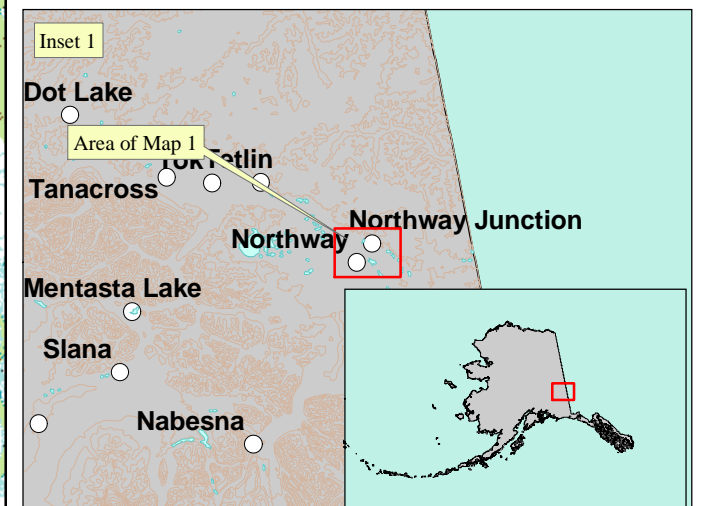 Inset 1
Dot Lake
Area of Map 1
Tok
Tetlin
Tanacross
Northway Junction
Northway
Mentasta Lake
Slana
Nabesna